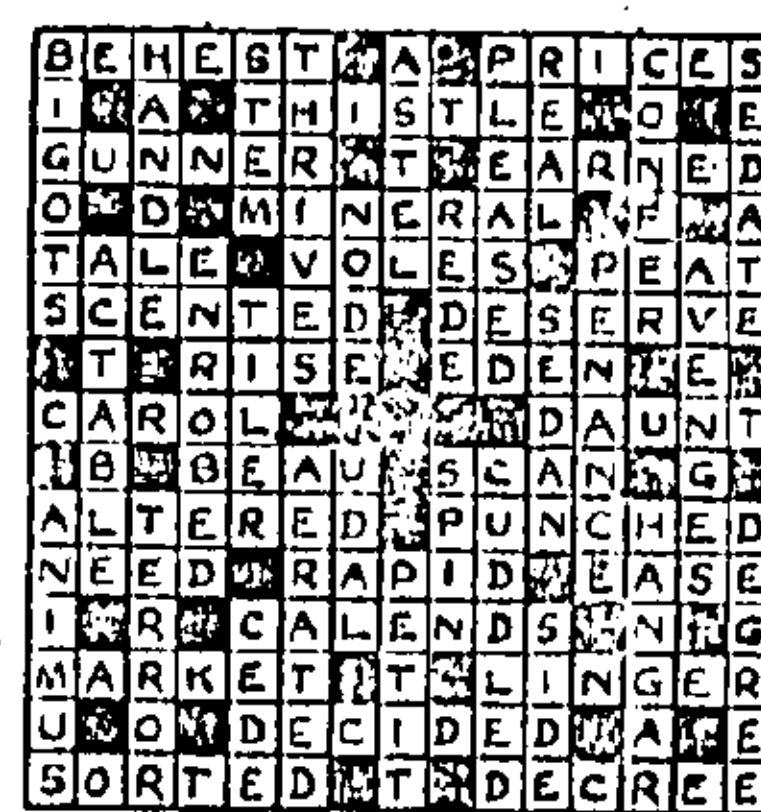 BEHEST A PRICES
I A THISTLE O E
GUNNER T EARNED
O D MINERAL F A
TALE VOLES PEAT
SCENTED DESERVE
T RISE EDEN E
CAROL DAUNT
B BEAU SCAN G
ALTERED PUNCHED
NEED RAPID EASE
I R CALENDS N G
MARKET T LINGER
U O DECIDED A E
SORTED T DECREE